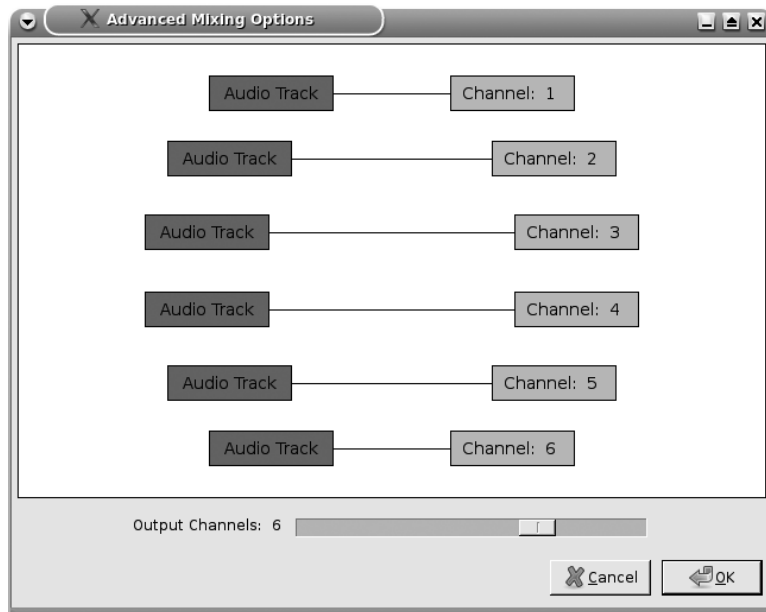 Advanced Mixing Options
Audio Track Channel: 1
Audio Track Channel: 2
Audio Track Channel: 3
Audio Track Channel: 4
Audio Track Channel: 5
Audio Track Channel: 6
Output Channels: 6
Cancel OK